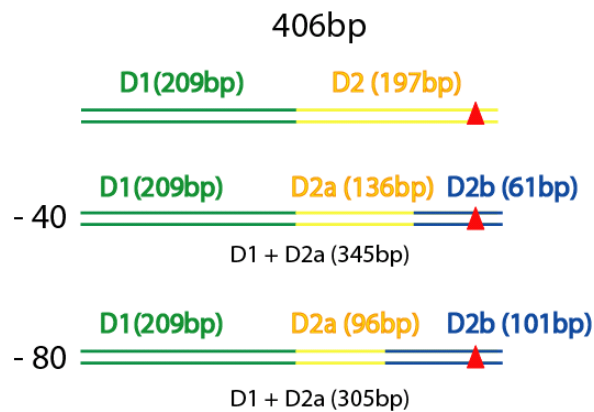 406bp
D1(209bp) D2 (197bp)
D1(209bp) D2a (136bp) D2b (61bp)
- 40
D1 + D2a (345bp)
D1(209bp) D2a (96bp) D2b (101bp)
- 80
D1 + D2a (305bp)